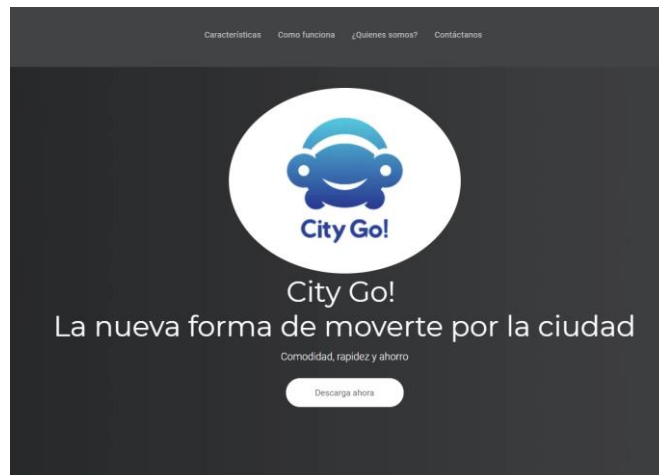 Características Como funciona ¿Quienes somos? Contáctanos
City Go!
City Go!
La nueva forma de moverte por la ciudad
Comodidad, rapidez y ahorro
Descarga ahora